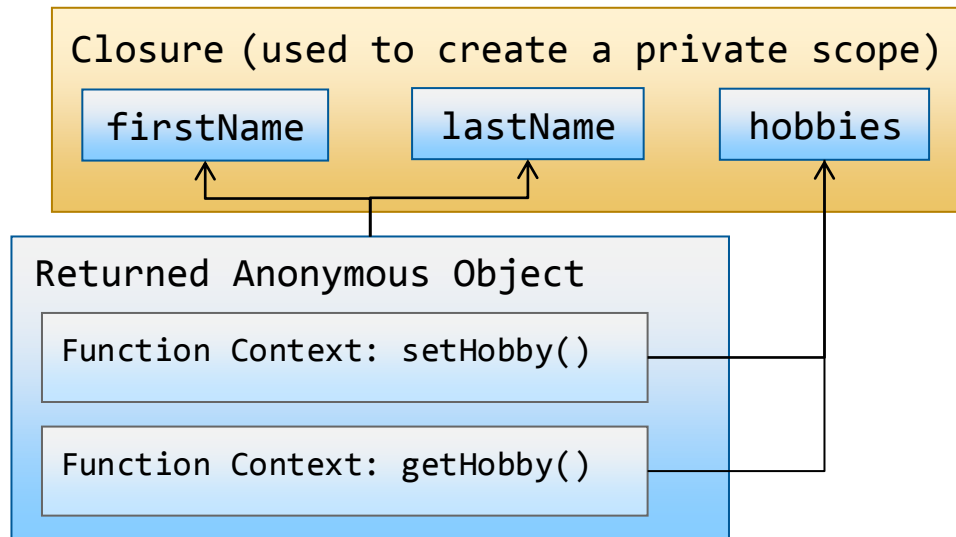 Closure (used to create a private scope)
firstName lastName hobbies
Returned Anonymous Object
Function Context: setHobby()
Function Context: getHobby()